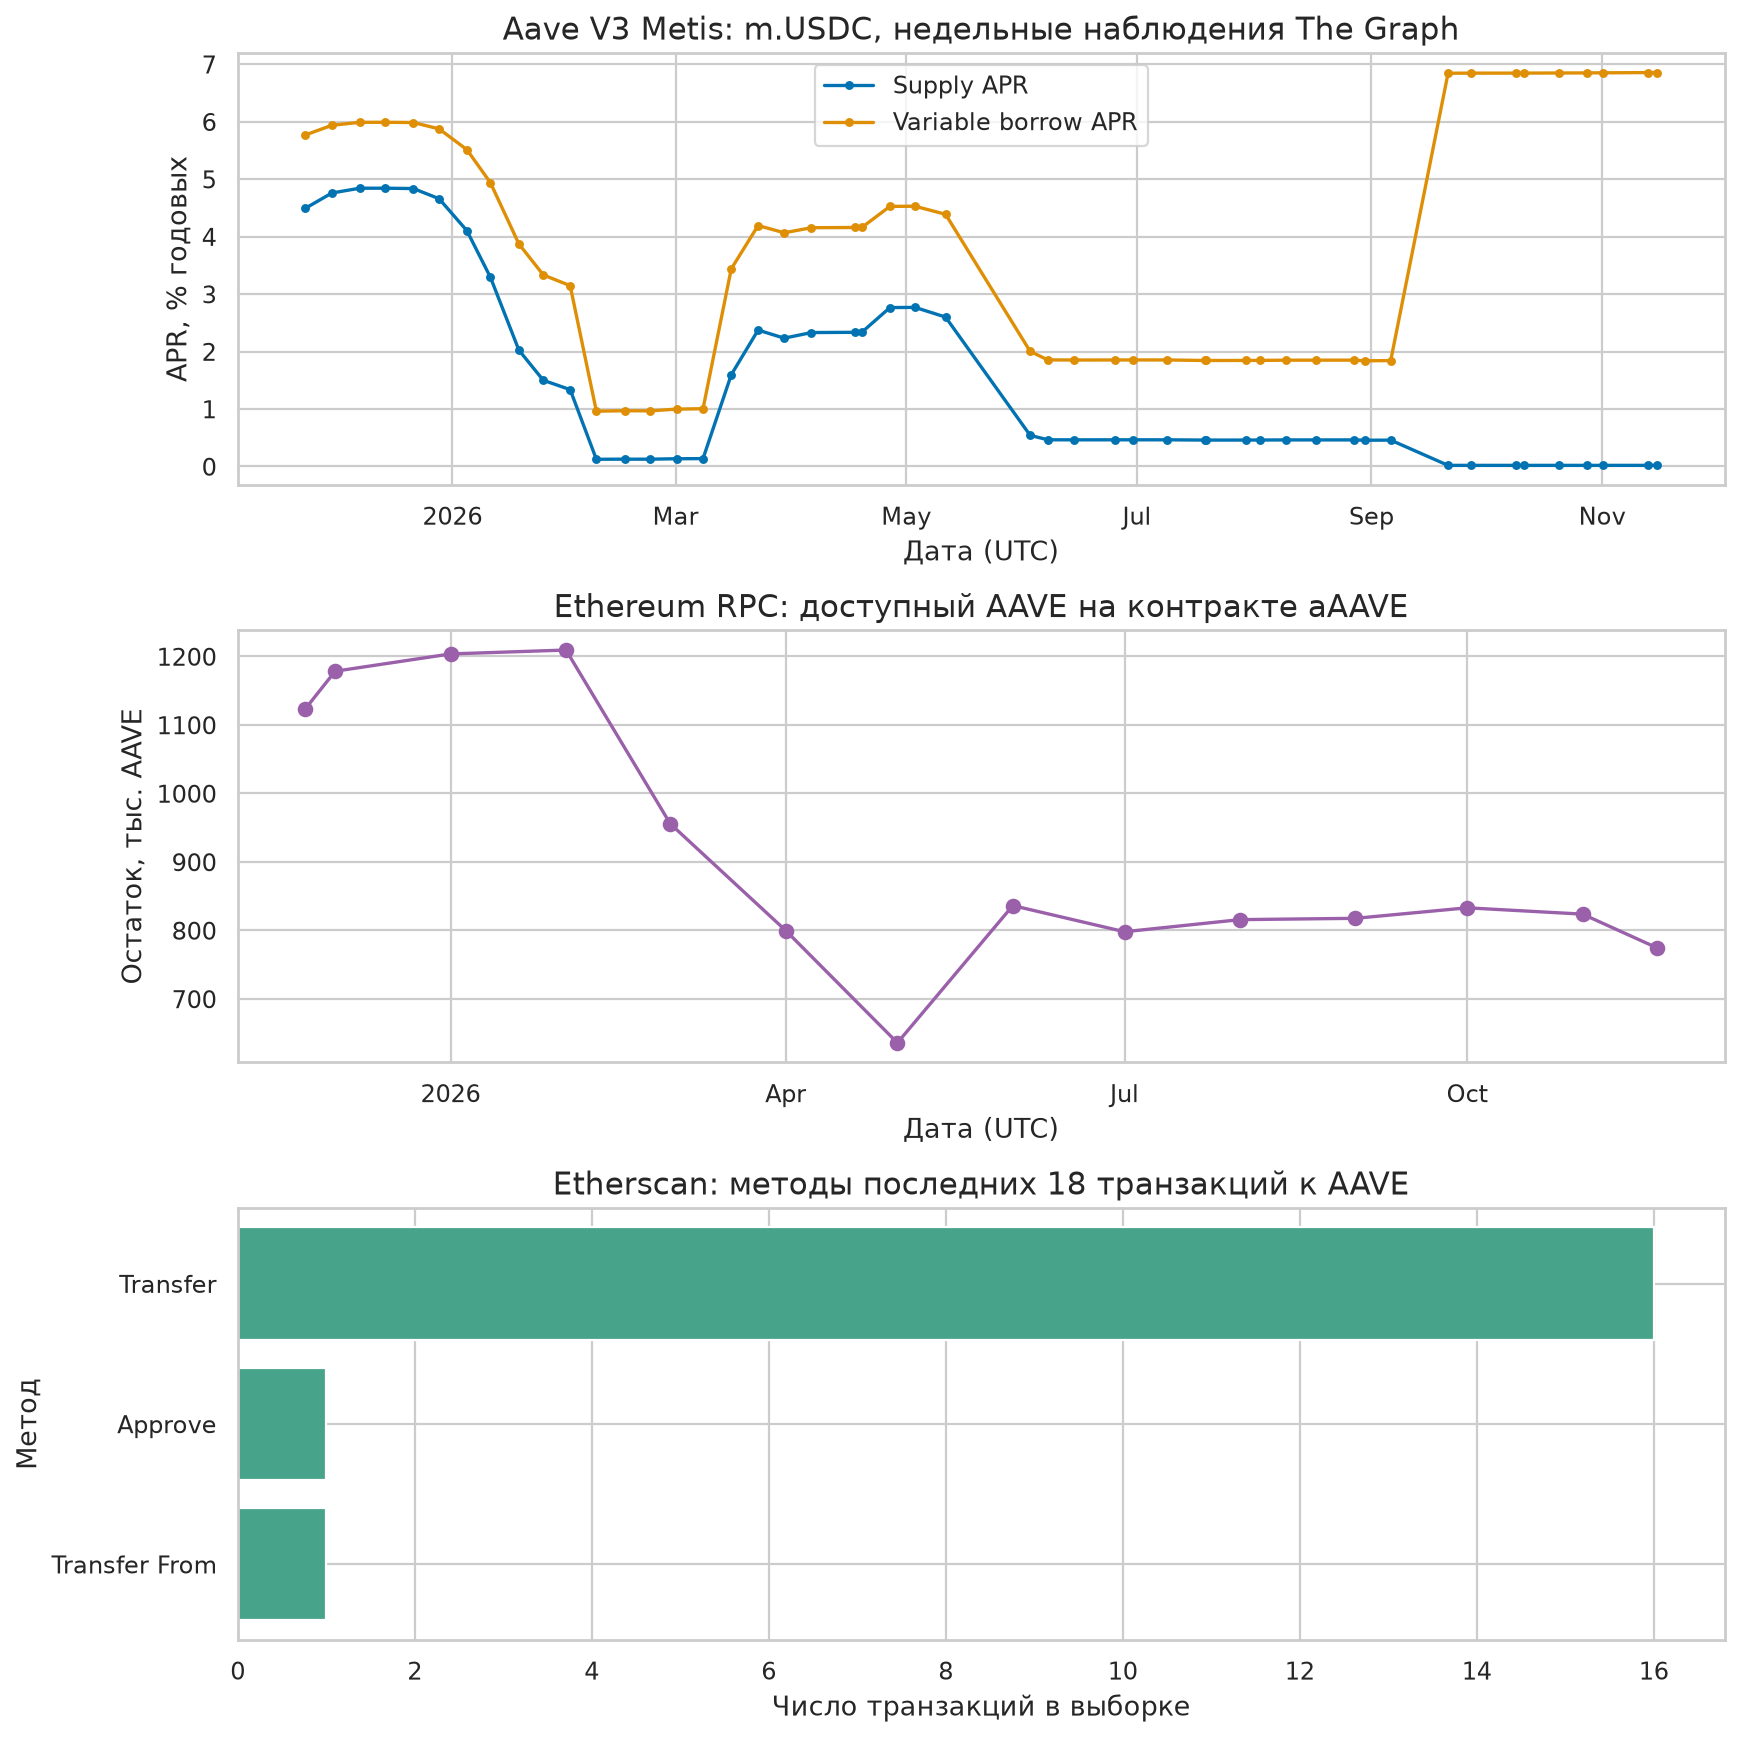 Aave V3 Metis: m.USDC, недельные наблюдения The Graph
7
6
5
4
3
2
1
0
APR, % годовых
Supply APR
Variable borrow APR
2026 Mar May Jul Sep Nov
Дата (UTC)
Ethereum RPC: доступный AAVE на контракте aAAVE
1200
1100
1000
900
800
700
Остаток, тыс. AAVE
2026 Apr Jul Oct
Дата (UTC)
Etherscan: методы последних 18 транзакций к AAVE
Transfer
Approve
Transfer From
Метод
0 2 4 6 8 10 12 14 16
Число транзакций в выборке